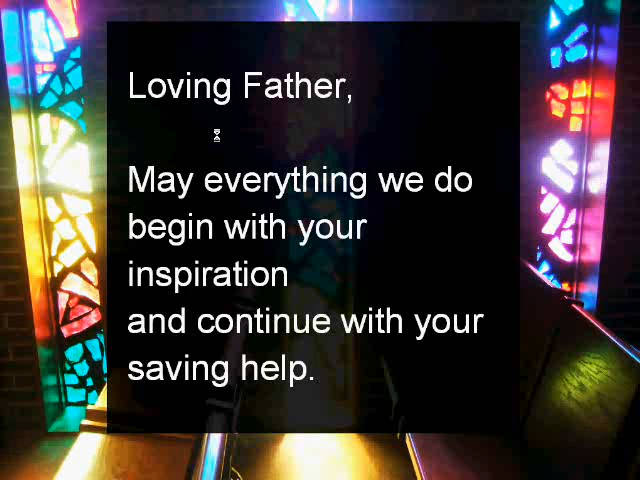 Loving Father,
May everything we do
begin with your
inspiration
and continue with your
saving help.